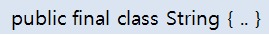 public final class String { .. }